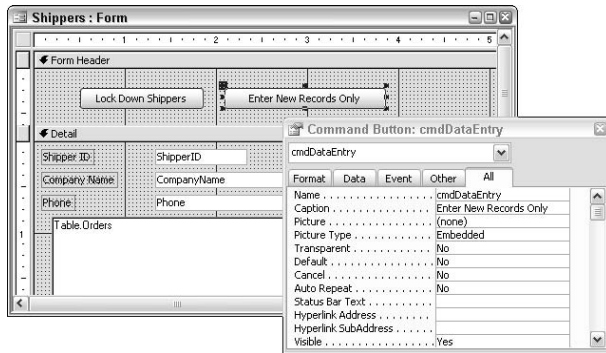 Shippers : Form
1 2 3 4 5
Form Header
Lock Down Shippers Enter New Records Only
Detail
Shipper ID ShipperID
Company Name CompanyName
Phone Phone
1
Table.Orders
Command Button: cmdDataEntry
cmdDataEntry
Format Data Event Other All
Name . . . . . . . . . . . . . . . . . cmdDataEntry
Caption . . . . . . . . . . . . . . . Enter New Records Only
Picture . . . . . . . . . . . . . . . . (none)
Picture Type . . . . . . . . . . . Embedded
Transparent . . . . . . . . . . . . No
Default . . . . . . . . . . . . . . . . No
Cancel . . . . . . . . . . . . . . . . No
Auto Repeat . . . . . . . . . . . . No
Status Bar Text . . . . . . . . .
Hyperlink Address . . . . . . . .
Hyperlink SubAddress . . . . . .
Visible . . . . . . . . . . . . . . . . . Yes